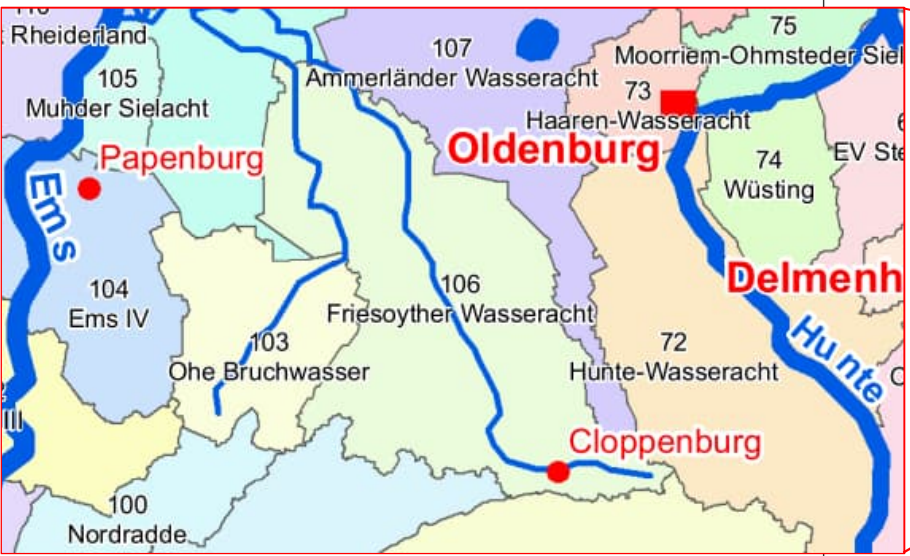 Rheiderland
107
Ammerländer Wasseracht
75
Moorriem-Ohmsteder Siel
105
Muhder Sielacht
73
Haaren-Wasseracht
Oldenburg
Papenburg
EV Ste
74
Wüsting
Ems
Delmenh
104
Ems IV
106
Friesoyther Wasseracht
Hunte
103
Ohe Bruchwasser
72
Hunte-Wasseracht
III
Cloppenburg
100
Nordradde